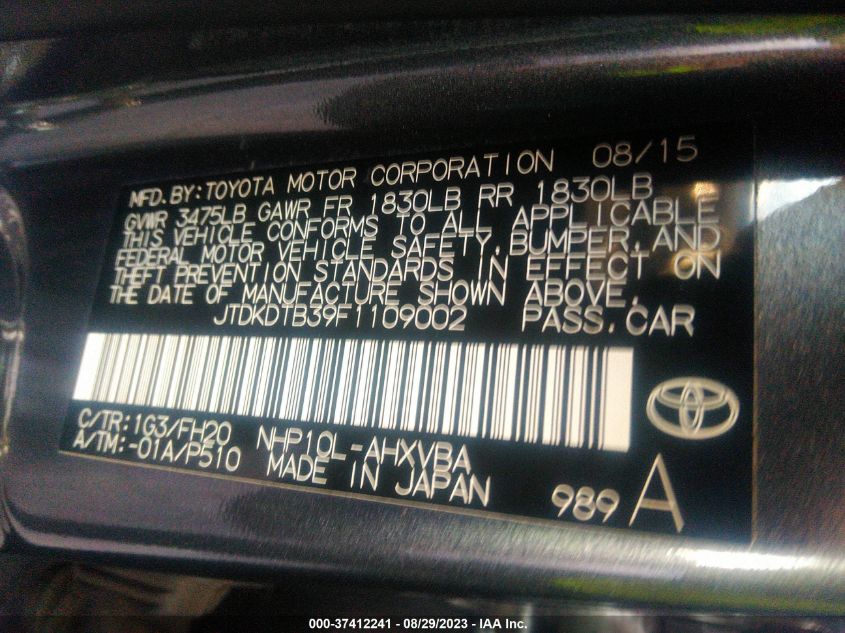 MFD.BY:TOYOTA MOTOR CORPORATION 08/15
GVWR 3475LB GAWR FR 1830LB RR 1830LB
THIS VEHICLE CONFORMS TO ALL APPLICABLE
FEDERAL MOTOR VEHICLE SAFETY,BUMPER,AND
THEFT PREVENTION STANDARDS IN EFFECT ON
THE DATE OF MANUFACTURE SHOWN ABOVE.
JTDKDTB39F1109002 PASS.CAR
C/TR:1G3/FH20 NHP10L-AHXVBA
A/TM:-01A/P510 MADE IN JAPAN 989 A
000-37412241 - 08/29/2023 - IAA Inc.